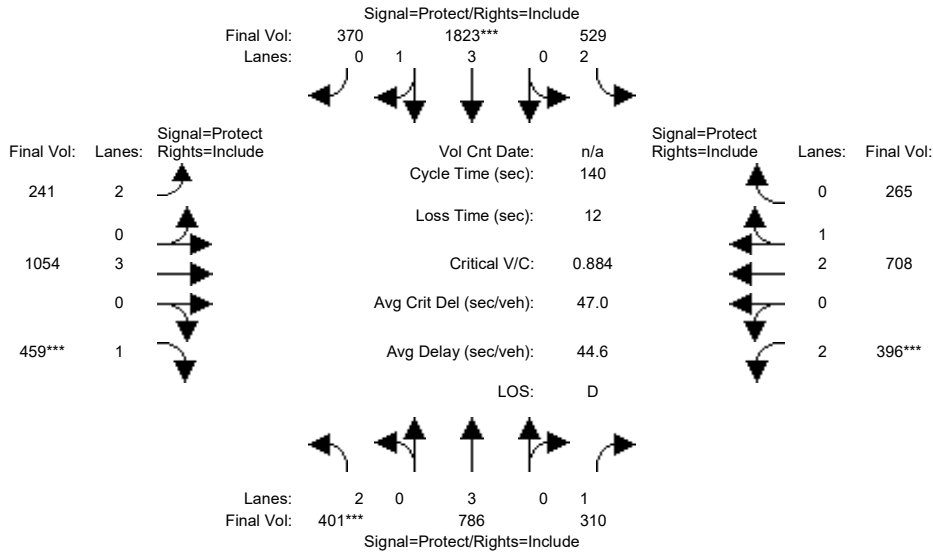 Signal=Protect/Rights=Include
Final Vol: 370 1823*** 529
Lanes: 0 1 3 0 2
Signal=Protect
Final Vol: Lanes: Rights=Include
Vol Cnt Date: n/a
Signal=Protect
Rights=Include Lanes: Final Vol:
Cycle Time (sec): 140
241 2
0 265
Loss Time (sec): 12
0
1
1054 3
Critical V/C: 0.884
2 708
0
Avg Crit Del (sec/veh): 47.0
0
459*** 1
Avg Delay (sec/veh): 44.6
2 396***
LOS: D
Lanes: 2 0 3 0 1
Final Vol: 401*** 786 310
Signal=Protect/Rights=Include